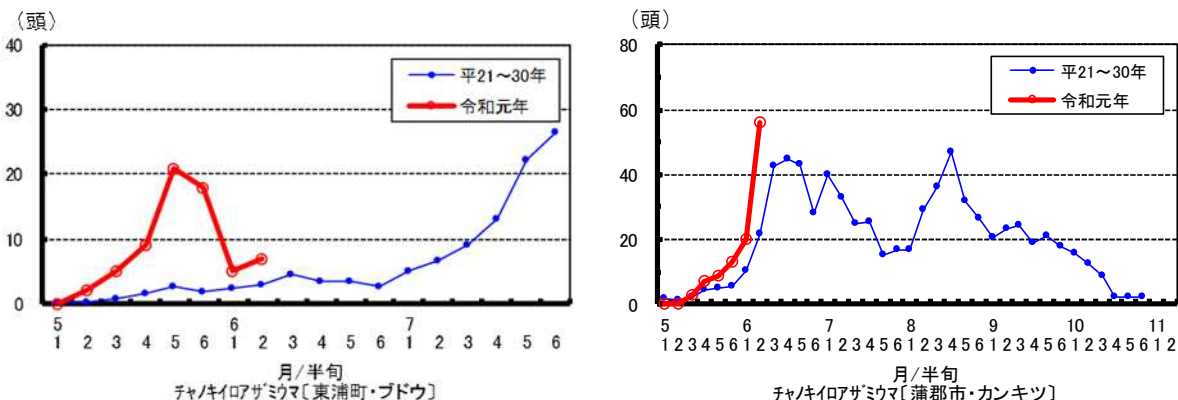 (頭)
40
30
20
10
0
平21～30年
令和元年
5 6 7
1 2 3 4 5 6 1 2 3 4 5 6 1 2 3 4 5 6
月/半旬
チャノキイロアザミウマ〔東浦町・ブドウ〕
(頭)
80
60
40
20
0
平21～30年
令和元年
5 6 7 8 9 10 11
1 2 3 4 5 6 1 2 3 4 5 6 1 2 3 4 5 6 1 2 3 4 5 6 1 2 3 4 5 6 1 2 3 4 5 6 1 2
月/半旬
チャノキイロアザミウマ〔蒲郡市・カンキツ〕